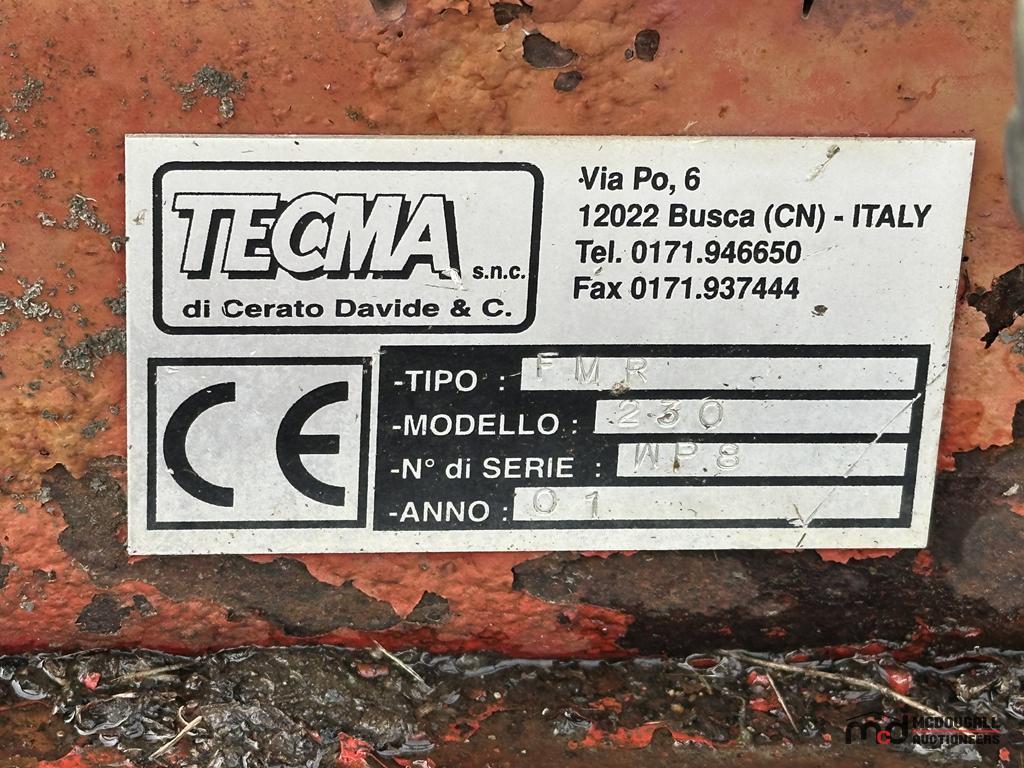 TECMA s.n.c.
di Cerato Davide & C.
Via Po, 6
12022 Busca (CN) - ITALY
Tel. 0171.946650
Fax 0171.937444
CE
-TIPO : FMR
-MODELLO : 230
-N° di SERIE : WP8
-ANNO : 01
mcd MCDOUGALL
AUCTIONEERS